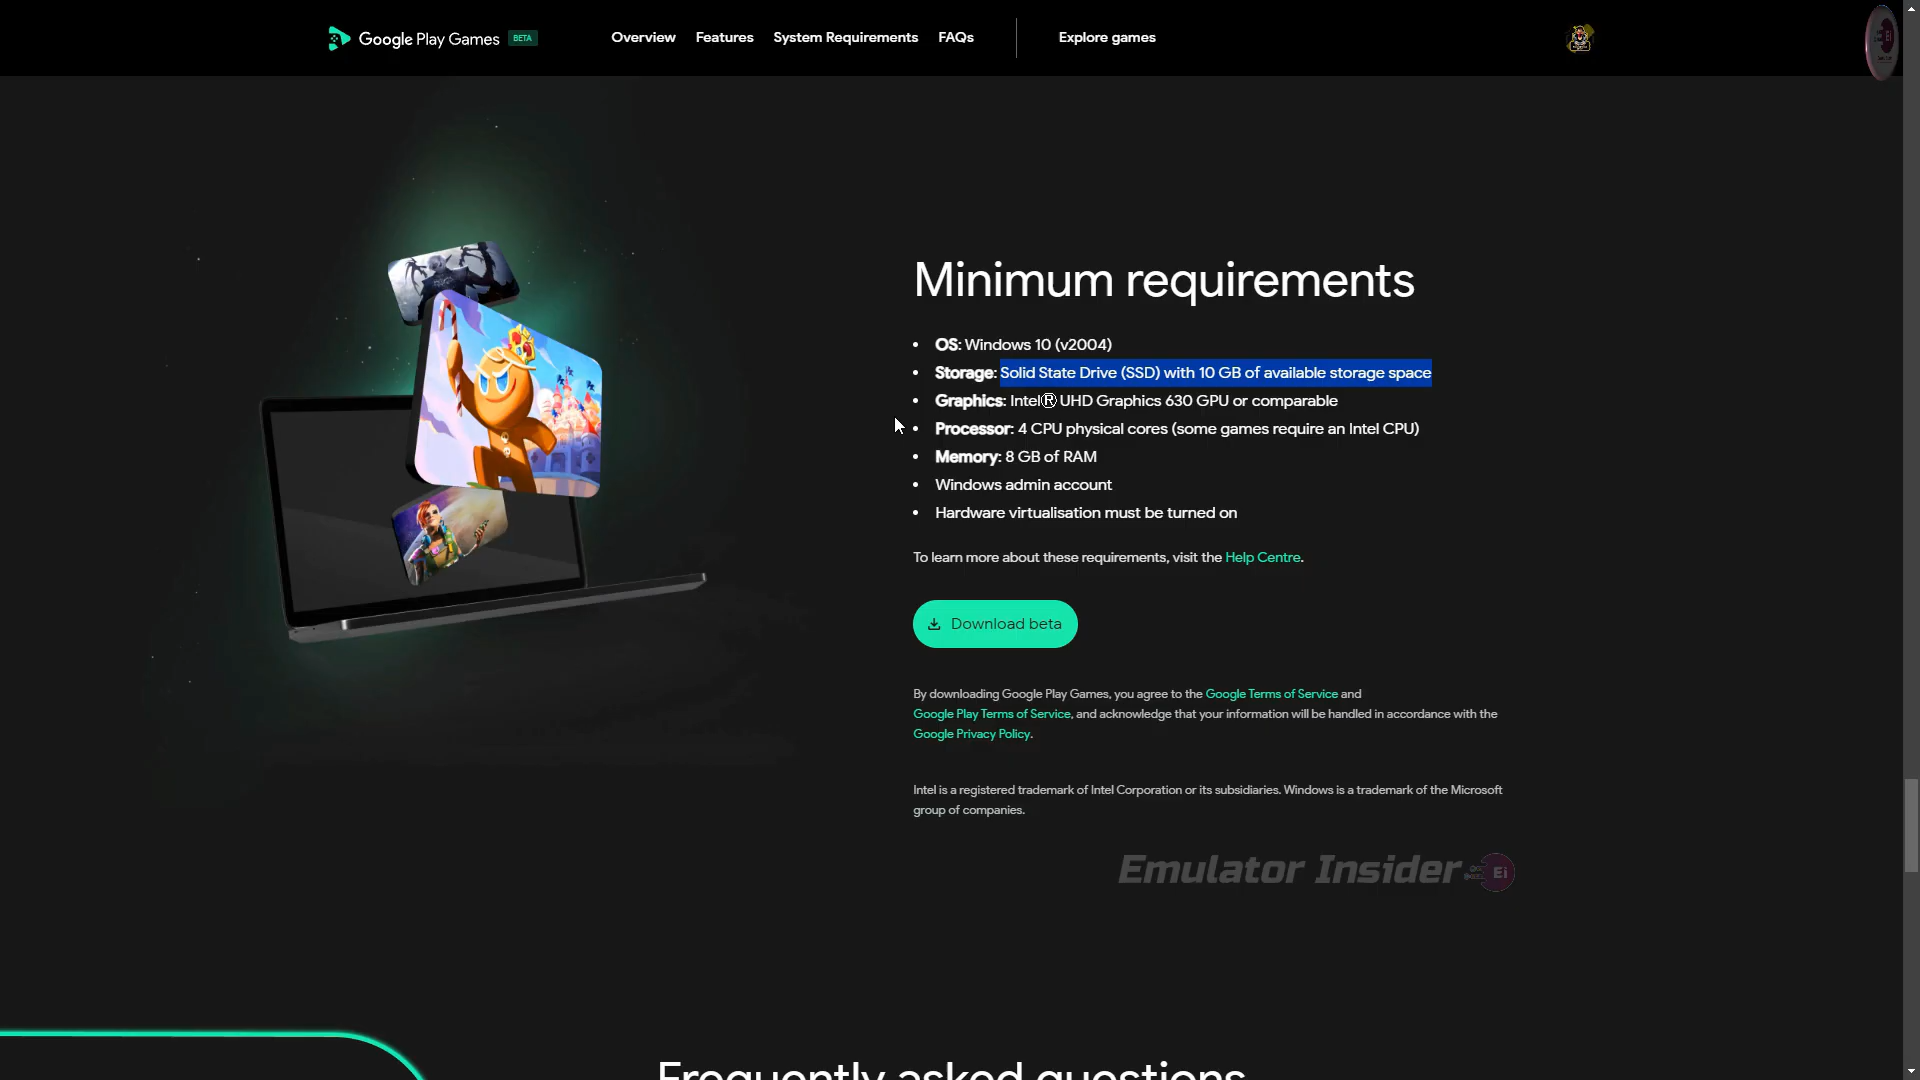 Google Play Games BETA
Overview Features System Requirements FAQs Explore games
Minimum requirements
• OS: Windows 10 (v2004)
• Storage: Solid State Drive (SSD) with 10 GB of available storage space
• Graphics: Intel® UHD Graphics 630 GPU or comparable
• Processor: 4 CPU physical cores (some games require an Intel CPU)
• Memory: 8 GB of RAM
• Windows admin account
• Hardware virtualisation must be turned on
To learn more about these requirements, visit the Help Centre.
Download beta
By downloading Google Play Games, you agree to the Google Terms of Service and
Google Play Terms of Service, and acknowledge that your information will be handled in accordance with the
Google Privacy Policy.
Intel is a registered trademark of Intel Corporation or its subsidiaries. Windows is a trademark of the Microsoft
group of companies.
Emulator Insider Ei
Frequently asked questions